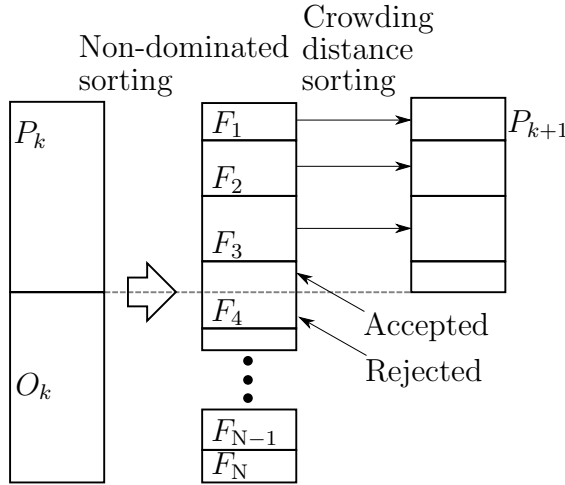 Non-dominated
sorting
Crowding
distance
sorting
P_k
O_k
F_1
F_2
F_3
F_4
F_{N-1}
F_N
P_{k+1}
Accepted
Rejected